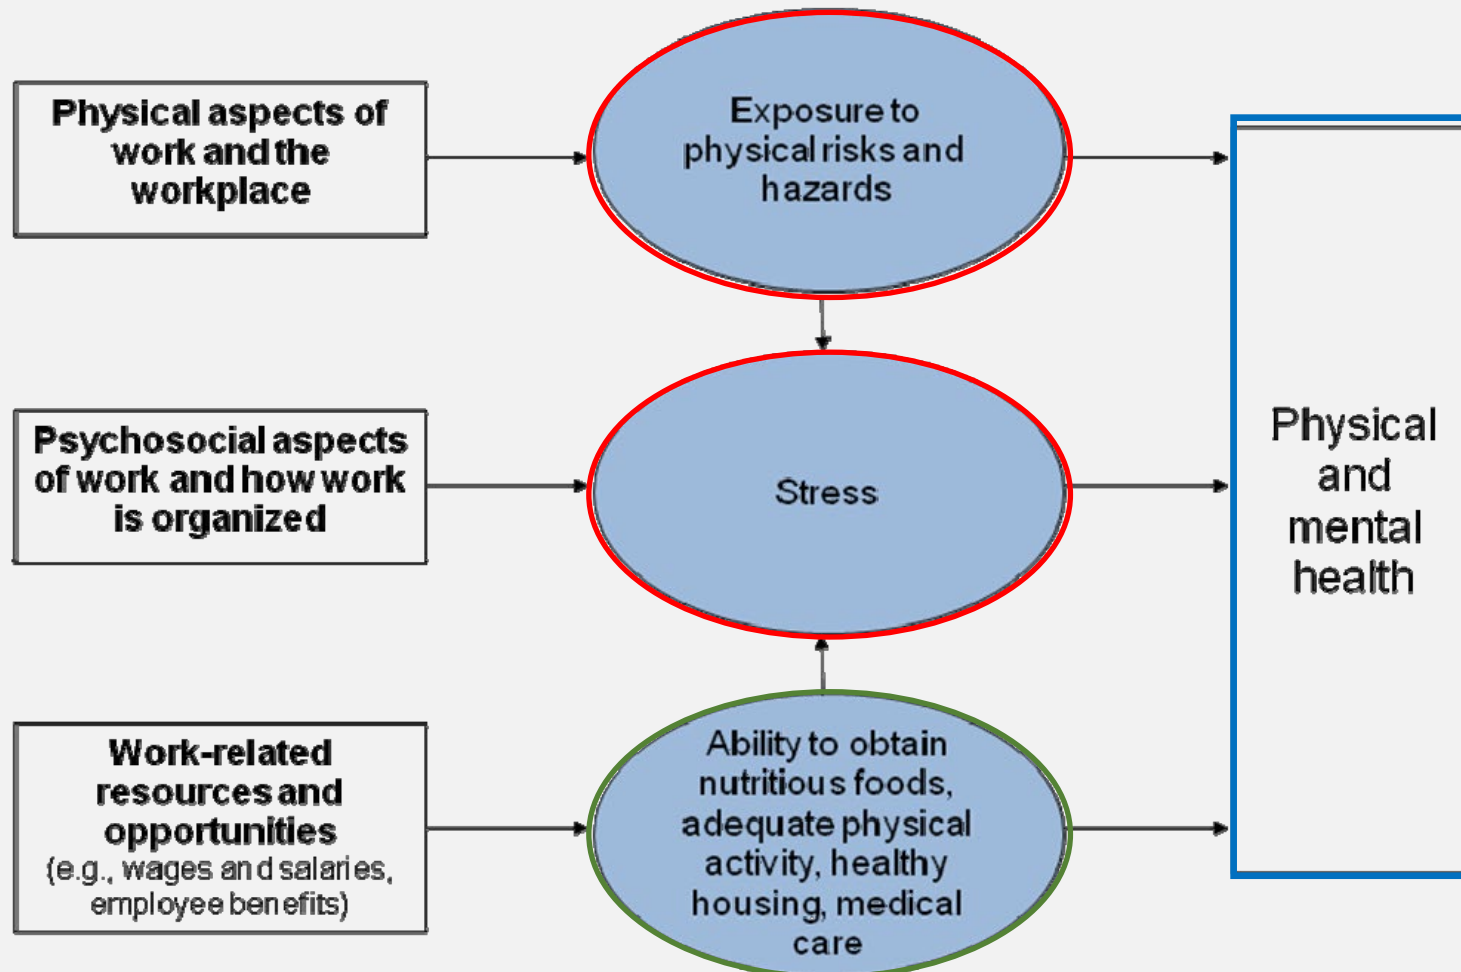 Physical aspects of
work and the
workplace
Exposure to
physical risks and
hazards
Psychosocial aspects
of work and how work
is organized
Stress
Physical
and
mental
health
Work-related
resources and
opportunities
(e.g., wages and salaries,
employee benefits)
Ability to obtain
nutritious foods,
adequate physical
activity, healthy
housing, medical
care